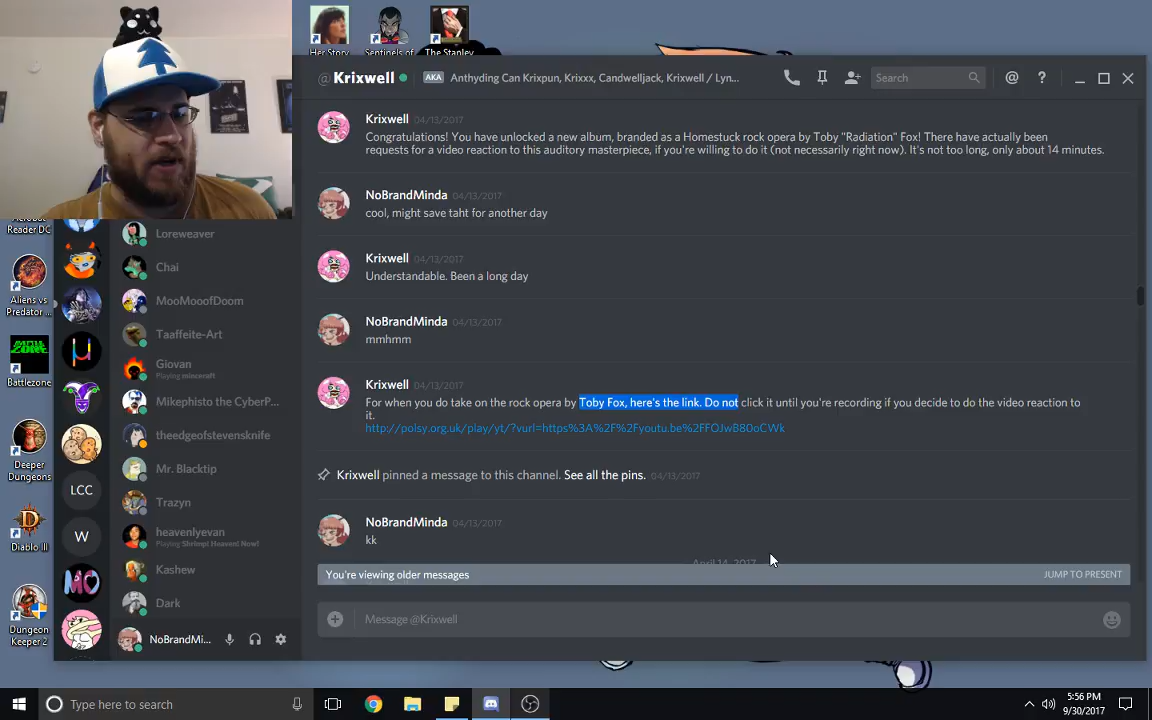 Her Story
Sentinels of
The Stanley
@ Krixwell
AKA
Anthyding Can Krixpun, Krixxx, Candwelljack, Krixwell / Lyn...
Search
@
?
Krixwell 04/13/2017
Congratulations! You have unlocked a new album, branded as a Homestuck rock opera by Toby "Radiation" Fox! There have actually been
requests for a video reaction to this auditory masterpiece, if you're willing to do it (not necessarily right now). It's not too long, only about 14 minutes.
NoBrandMinda 04/13/2017
cool, might save taht for another day
Krixwell 04/13/2017
Understandable. Been a long day
NoBrandMinda 04/13/2017
mmhmm
Krixwell 04/13/2017
For when you do take on the rock opera by Toby Fox, here's the link. Do not click it until you're recording if you decide to do the video reaction to
it.
http://polsy.org.uk/play/yt/?vurl=https%3A%2F%2Fyoutu.be%2FFOJwB80oCWk
Krixwell pinned a message to this channel. See all the pins. 04/13/2017
NoBrandMinda 04/13/2017
kk
April 14, 2017
You're viewing older messages
JUMP TO PRESENT
Message @Krixwell
Reader DC
Aliens vs
Predator ...
Battlezone
Deeper
Dungeons
Diablo III
Dungeon
Keeper 2
LCC
W
Loreweaver
Chai
MooMooofDoom
Taaffeite-Art
Giovan
Playing minecraft
Mikephisto the CyberP...
theedgeofstevensknife
Mr. Blacktip
Trazyn
heavenlyevan
Playing Shrimp! Heaven! Now!
Kashew
Dark
NoBrandMi...
Type here to search
5:56 PM
9/30/2017